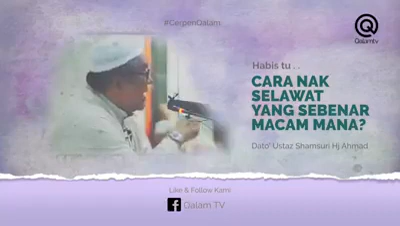 #CerpenQalam
Qalamtv
Habis tu . .
CARA NAK
SELAWAT
YANG SEBENAR
MACAM MANA?
Dato' Ustaz Shamsuri Hj Ahmad
Like & Follow Kami
Qalam TV